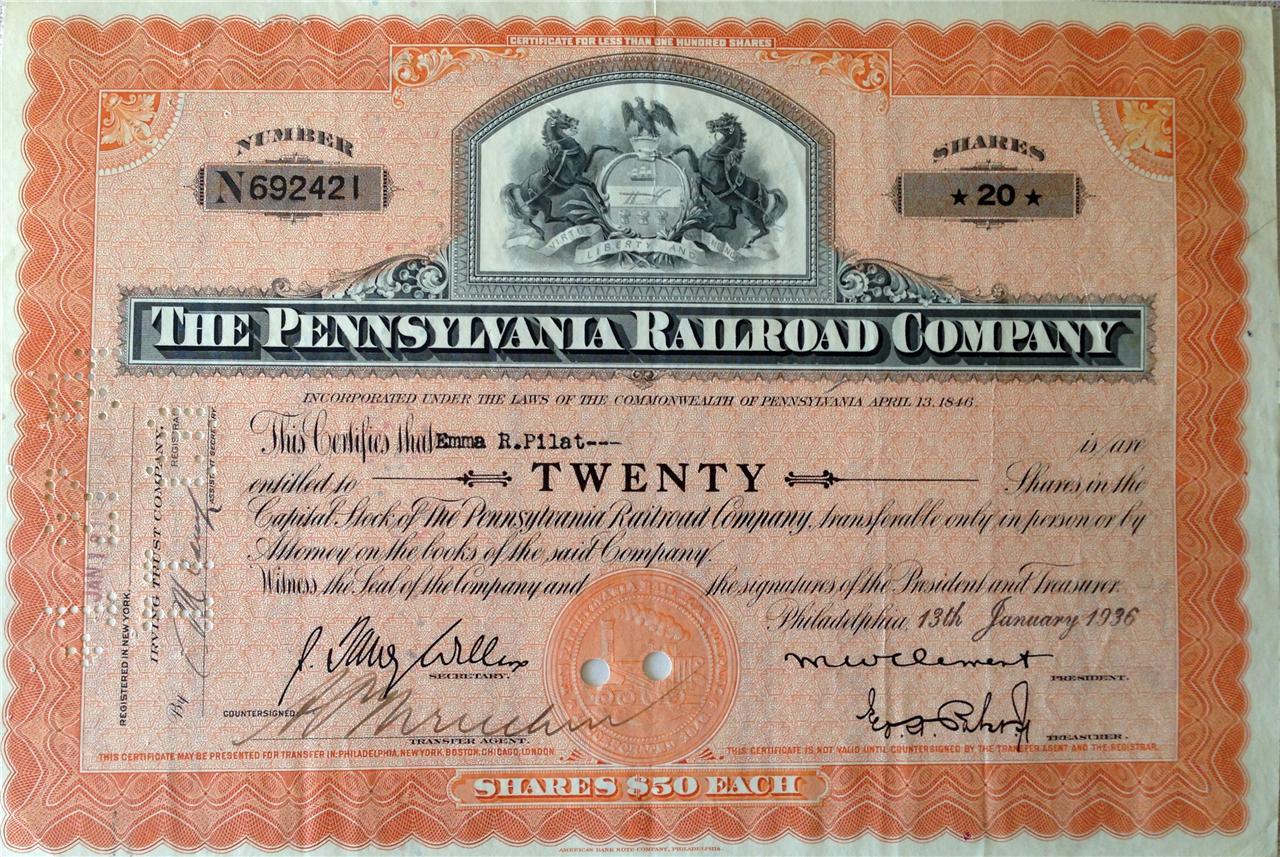 CERTIFICATE FOR LESS THAN ONE HUNDRED SHARES
NUMBER
N692421
SHARES
★ 20 ★
VIRTUE LIBERTY AND
THE PENNSYLVANIA RAILROAD COMPANY
INCORPORATED UNDER THE LAWS OF THE COMMONWEALTH OF PENNSYLVANIA APRIL 13, 1846.
This Certifies that Emma R.Pilat--- is/are
entitled to TWENTY Shares in the
Capital Stock of The Pennsylvania Railroad Company, transferable only in person or by
Attorney on the books of the said Company.
Witness the Seal of the Company and the signatures of the President and Treasurer.
Philadelphia, 13th January 1936
SECRETARY.
M W Clement
PRESIDENT.
COUNTERSIGNED
TRANSFER AGENT.
TREASURER.
THIS CERTIFICATE MAY BE PRESENTED FOR TRANSFER IN: PHILADELPHIA, NEW YORK, BOSTON, CHICAGO, LONDON
THIS CERTIFICATE IS NOT VALID UNTIL COUNTERSIGNED BY THE TRANSFER AGENT AND THE REGISTRAR.
SHARES $50 EACH
AMERICAN BANK NOTE COMPANY, PHILADELPHIA.
REGISTERED IN NEW YORK
JAN 13
IRVING TRUST COMPANY,
REGISTRAR
By
ASSISTANT SECRETARY